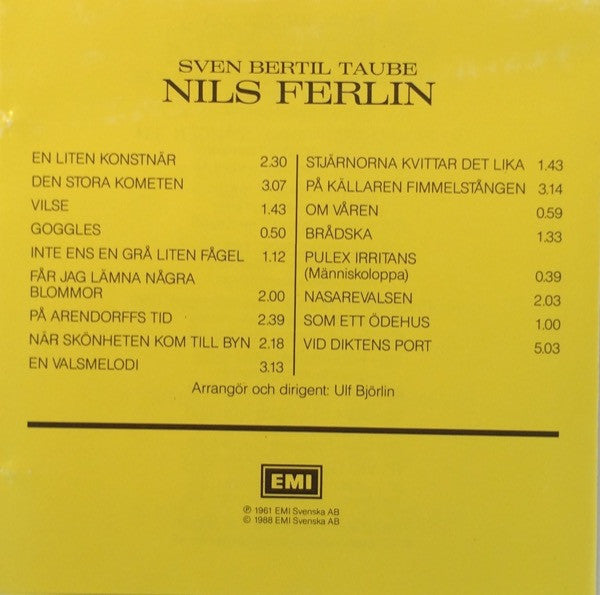 SVEN BERTIL TAUBE
NILS FERLIN
EN LITEN KONSTNÄR 2.30
DEN STORA KOMETEN 3.07
VILSE 1.43
GOGGLES 0.50
INTE ENS EN GRÅ LITEN FÅGEL 1.12
FÅR JAG LÄMNA NÅGRA
BLOMMOR 2.00
PÅ ARENDORFFS TID 2.39
NÄR SKÖNHETEN KOM TILL BYN 2.18
EN VALSMELODI 3.13
STJÄRNORNA KVITTAR DET LIKA 1.43
PÅ KÄLLAREN FIMMELSTÅNGEN 3.14
OM VÅREN 0.59
BRÅDSKA 1.33
PULEX IRRITANS
(Människoloppa) 0.39
NASAREVALSEN 2.03
SOM ETT ÖDEHUS 1.00
VID DIKTENS PORT 5.03
Arrangör och dirigent: Ulf Björlin
EMI
℗ 1961 EMI Svenska AB
© 1988 EMI Svenska AB